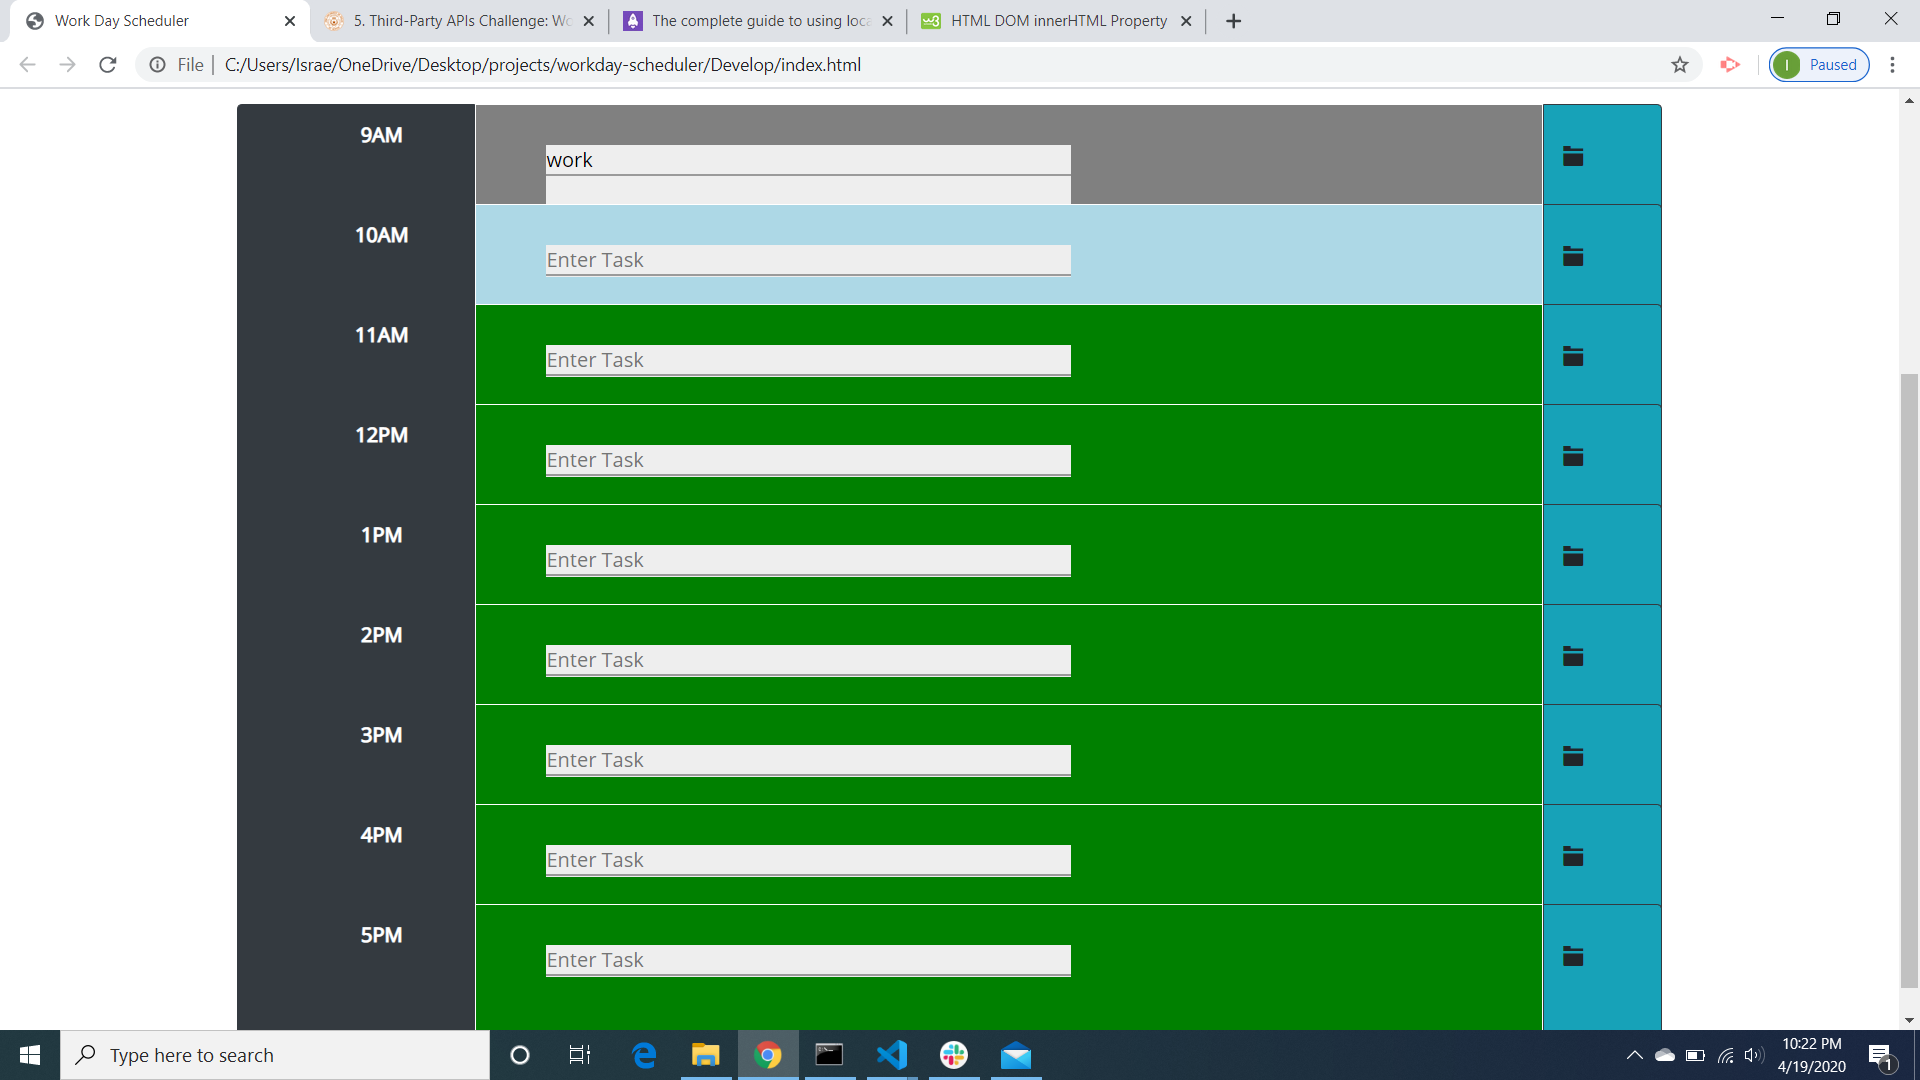 Work Day Scheduler
5. Third-Party APIs Challenge: Wo
The complete guide to using loca
w3
HTML DOM innerHTML Property
File
C:/Users/Israe/OneDrive/Desktop/projects/workday-scheduler/Develop/index.html
I
Paused
9AM
work
10AM
Enter Task
11AM
Enter Task
12PM
Enter Task
1PM
Enter Task
2PM
Enter Task
3PM
Enter Task
4PM
Enter Task
5PM
Enter Task
Type here to search
10:22 PM
4/19/2020
1